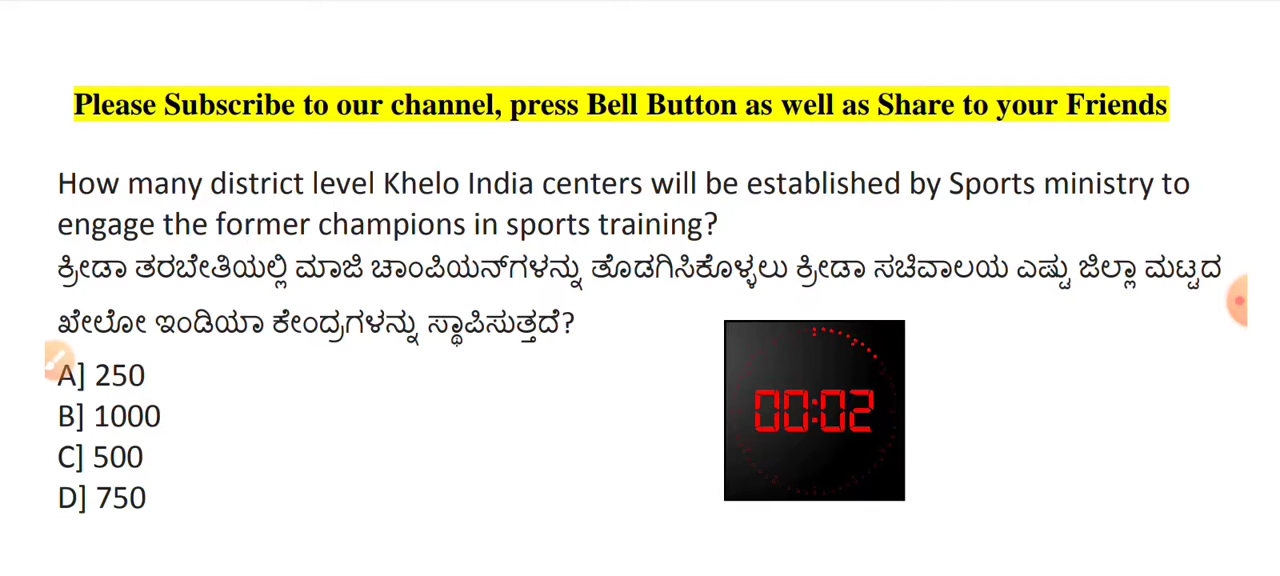 Please Subscribe to our channel, press Bell Button as well as Share to your Friends
How many district level Khelo India centers will be established by Sports ministry to
engage the former champions in sports training?
ಕ್ರೀಡಾ ತರಬೇತಿಯಲ್ಲಿ ಮಾಜಿ ಚಾಂಪಿಯನ್‌ಗಳನ್ನು ತೊಡಗಿಸಿಕೊಳ್ಳಲು ಕ್ರೀಡಾ ಸಚಿವಾಲಯ ಎಷ್ಟು ಜಿಲ್ಲಾ ಮಟ್ಟದ
ಖೇಲೋ ಇಂಡಿಯಾ ಕೇಂದ್ರಗಳನ್ನು ಸ್ಥಾಪಿಸುತ್ತದೆ?
A] 250
B] 1000
C] 500
D] 750
00:02